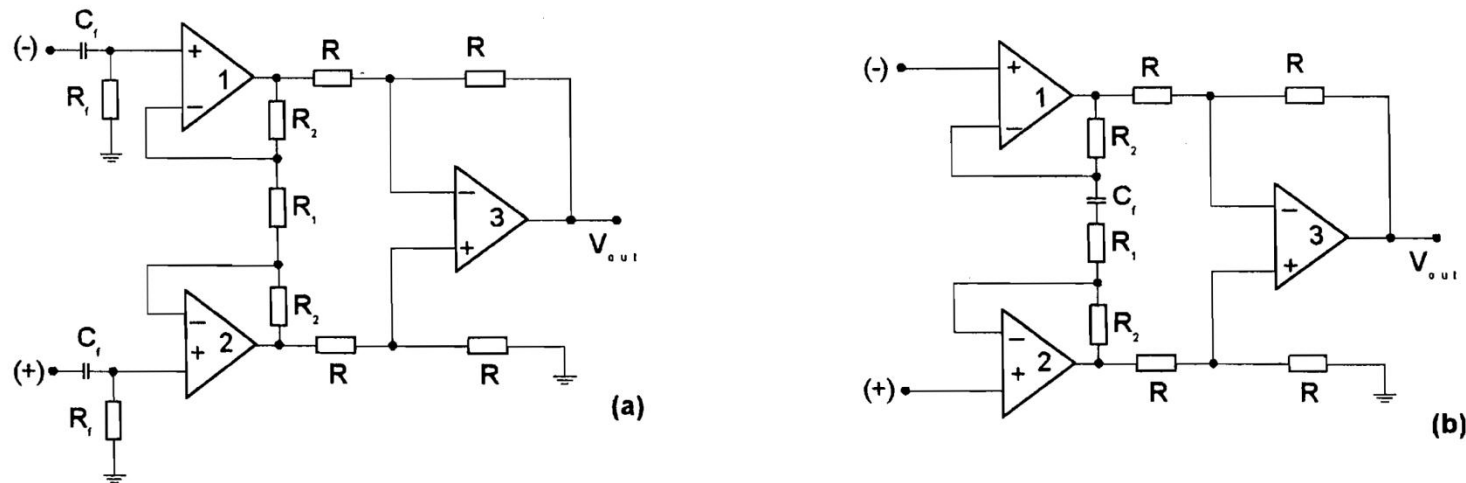 C_f
(-)
+
1
R
R
R_f
−
R_2
R_1
−
3
+
V_out
R_2
−
2
+
C_f
(+)
R
R
R_f
(a)
(-)
+
1
R
R
−
R_2
C_f
R_1
−
3
+
V_out
R_2
−
2
+
(+)
R
R
(b)